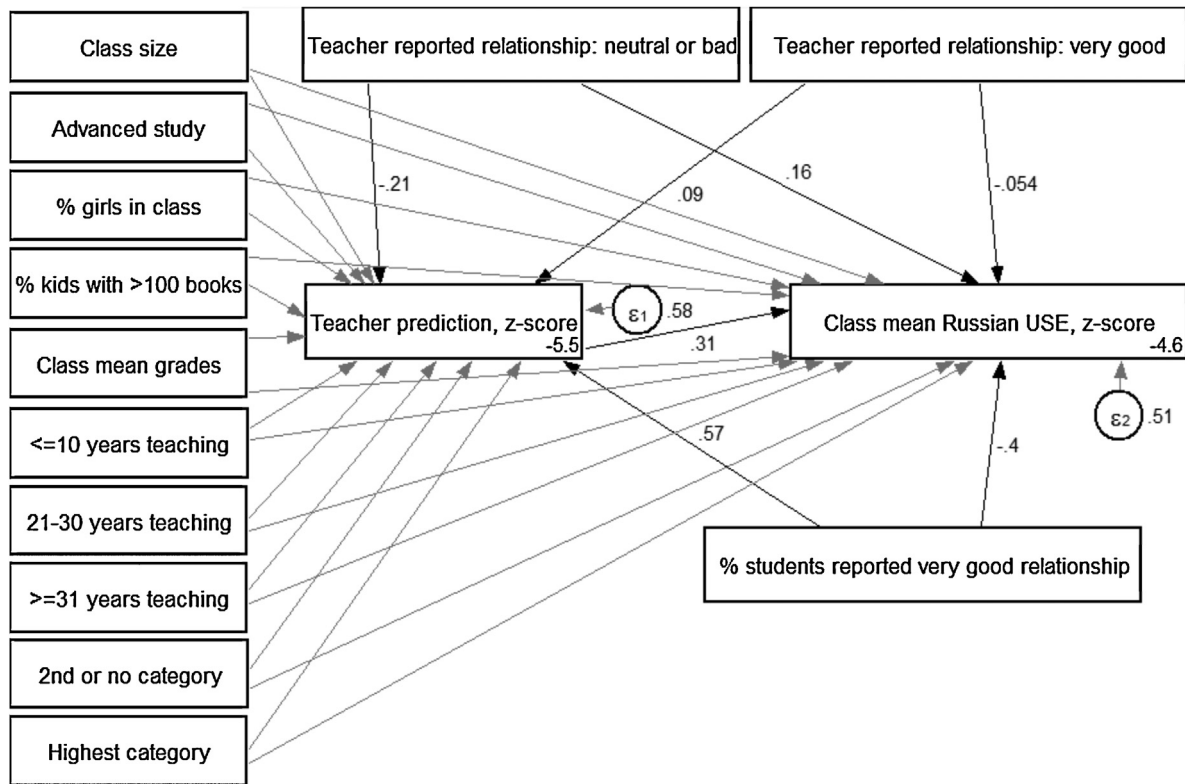 Class size
Teacher reported relationship: neutral or bad
Teacher reported relationship: very good
Advanced study
% girls in class
-.21
.09
.16
-.054
% kids with >100 books
Teacher prediction, z-score
-5.5
ε1
.58
.31
Class mean Russian USE, z-score
-4.6
Class mean grades
<=10 years teaching
.57
-.4
ε2
.51
21-30 years teaching
% students reported very good relationship
>=31 years teaching
2nd or no category
Highest category